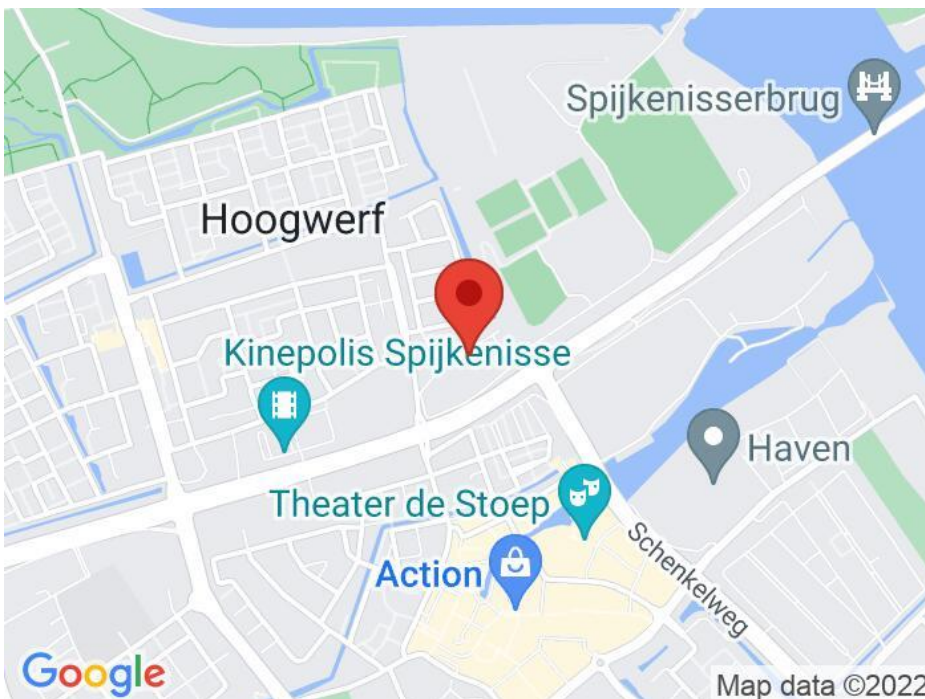 Spijkenisserbrug
Hoogwerf
Kinepolis Spijkenisse
Haven
Theater de Stoep
Schenkelweg
Action
Google
Map data ©2022